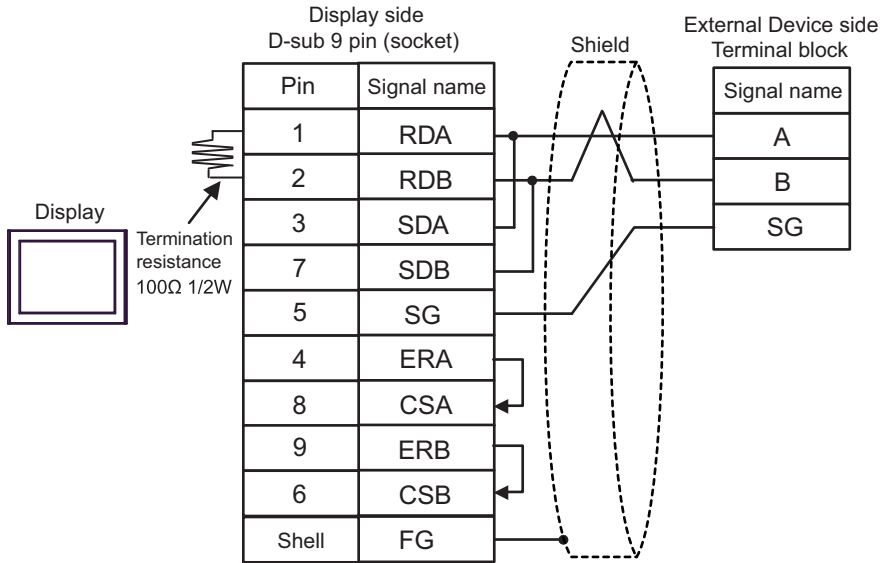 Display side
D-sub 9 pin (socket)
Shield
External Device side
Terminal block
Pin Signal name
Signal name
1 RDA
A
2 RDB
B
3 SDA
SG
7 SDB
5 SG
4 ERA
8 CSA
9 ERB
6 CSB
Shell FG
Display
Termination
resistance
100Ω 1/2W